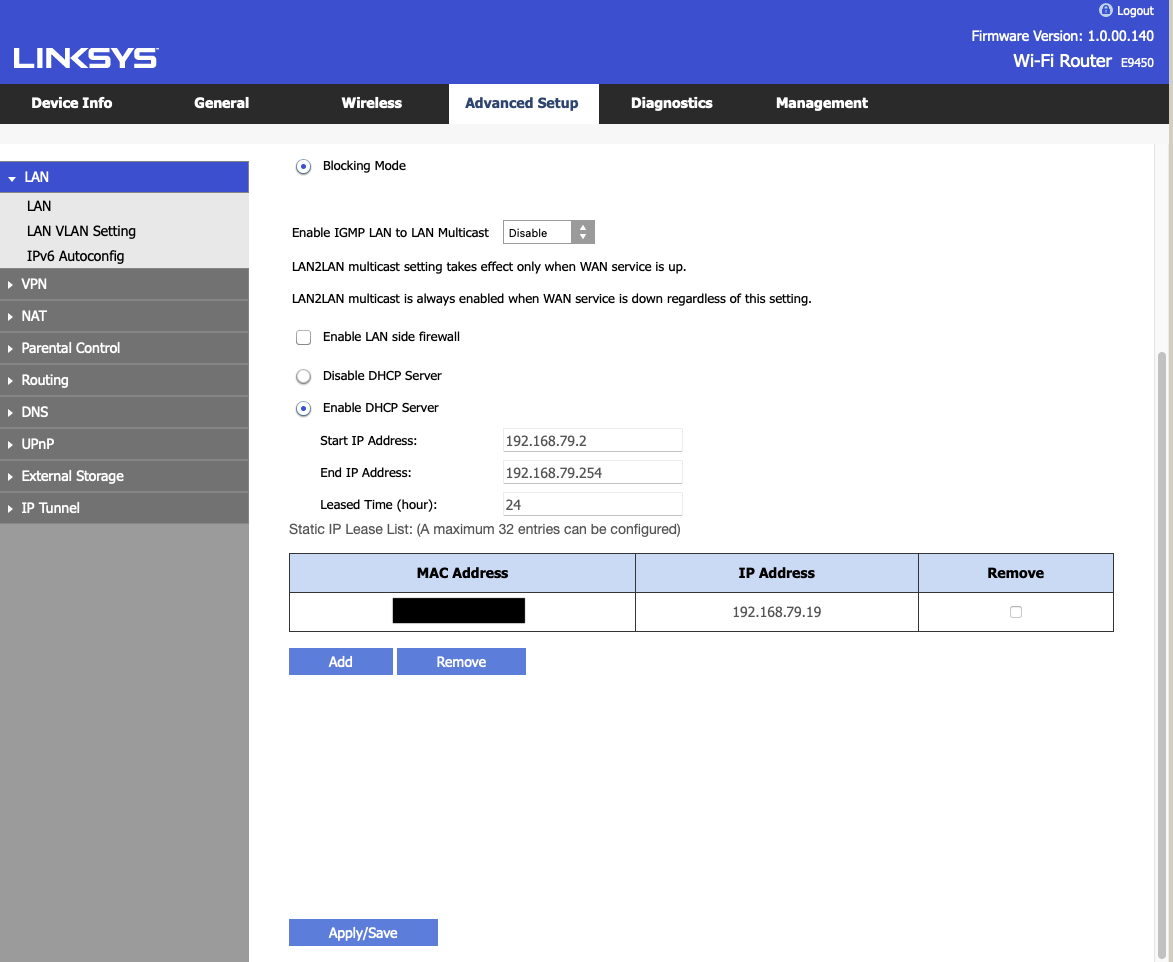 Logout
Firmware Version: 1.0.00.140
LINKSYS
Wi-Fi Router E9450
Device Info General Wireless Advanced Setup Diagnostics Management
LAN
LAN
LAN VLAN Setting
IPv6 Autoconfig
VPN
NAT
Parental Control
Routing
DNS
UPnP
External Storage
IP Tunnel
Blocking Mode
Enable IGMP LAN to LAN Multicast Disable
LAN2LAN multicast setting takes effect only when WAN service is up.
LAN2LAN multicast is always enabled when WAN service is down regardless of this setting.
Enable LAN side firewall
Disable DHCP Server
Enable DHCP Server
Start IP Address: 192.168.79.2
End IP Address: 192.168.79.254
Leased Time (hour): 24
Static IP Lease List: (A maximum 32 entries can be configured)
MAC Address IP Address Remove
192.168.79.19
Add Remove
Apply/Save